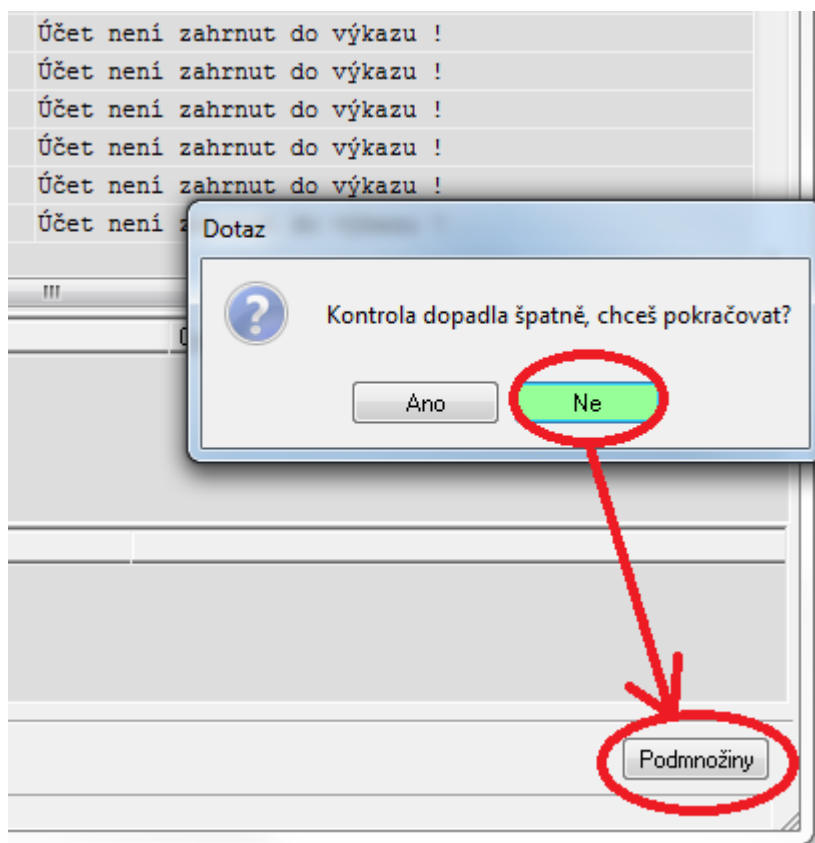 Účet není zahrnut do výkazu !
Účet není zahrnut do výkazu !
Účet není zahrnut do výkazu !
Účet není zahrnut do výkazu !
Účet není zahrnut do výkazu !
Účet není
Dotaz
Kontrola dopadla špatně, chceš pokračovat?
Ano
Ne
Podmnožiny